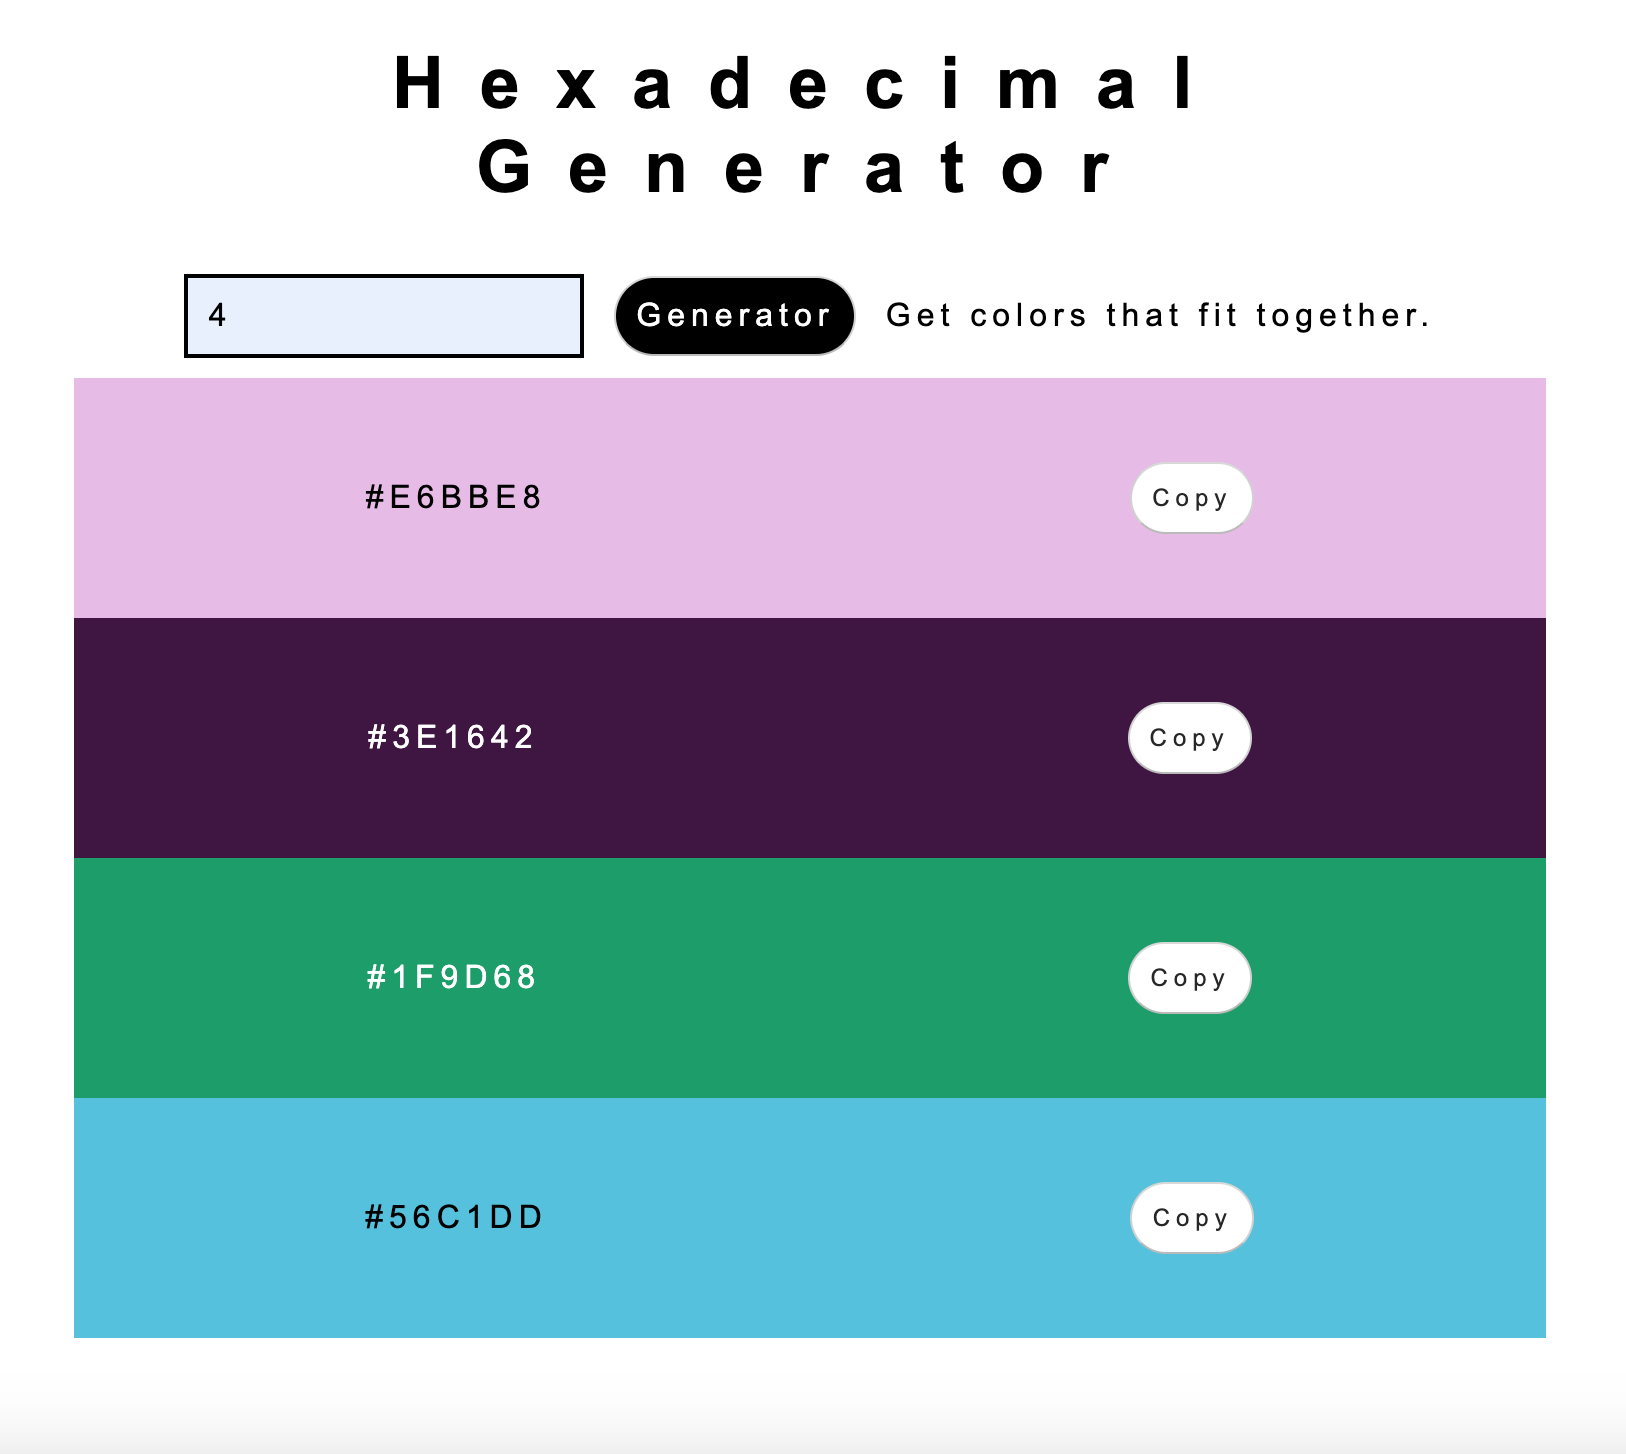 Hexadecimal
Generator
4 Generator Get colors that fit together.
#E6BBE8 Copy
#3E1642 Copy
#1F9D68 Copy
#56C1DD Copy